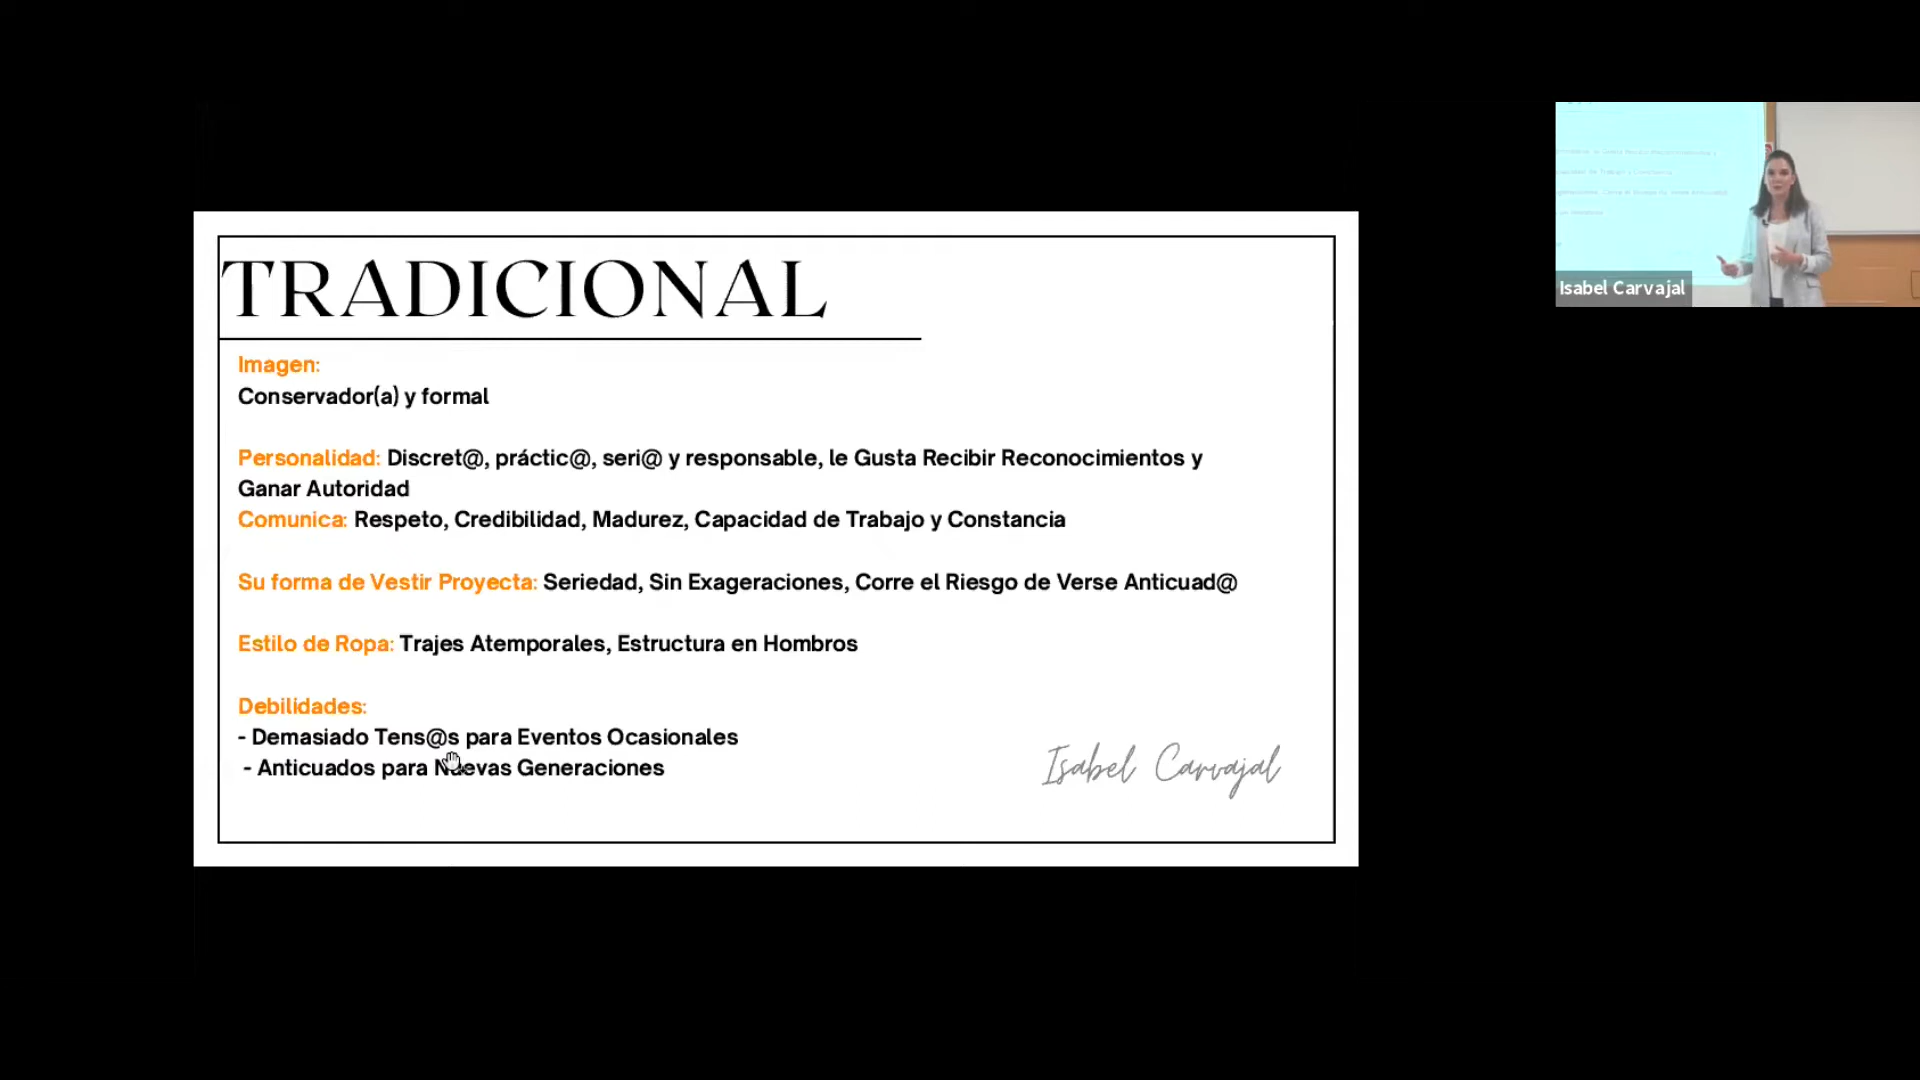 TRADICIONAL
Imagen:
Conservador(a) y formal
Personalidad: Discret@, práctic@, seri@ y responsable, le Gusta Recibir Reconocimientos y
Ganar Autoridad
Comunica: Respeto, Credibilidad, Madurez, Capacidad de Trabajo y Constancia
Su forma de Vestir Proyecta: Seriedad, Sin Exageraciones, Corre el Riesgo de Verse Anticuad@
Estilo de Ropa: Trajes Atemporales, Estructura en Hombros
Debilidades:
- Demasiado Tens@s para Eventos Ocasionales
- Anticuados para Nuevas Generaciones
Isabel Carvajal
Isabel Carvajal